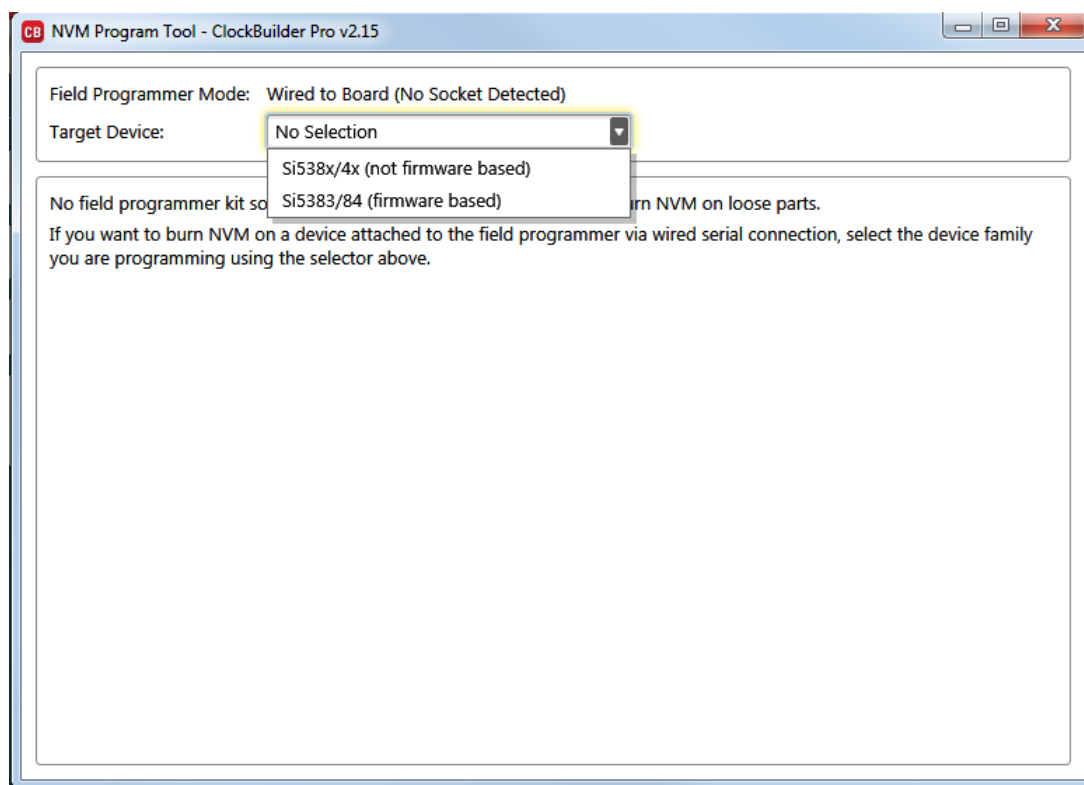 CB NVM Program Tool - ClockBuilder Pro v2.15
Field Programmer Mode: Wired to Board (No Socket Detected)
Target Device: No Selection
Si538x/4x (not firmware based)
Si5383/84 (firmware based)
No field programmer kit so rn NVM on loose parts.
If you want to burn NVM on a device attached to the field programmer via wired serial connection, select the device family
you are programming using the selector above.